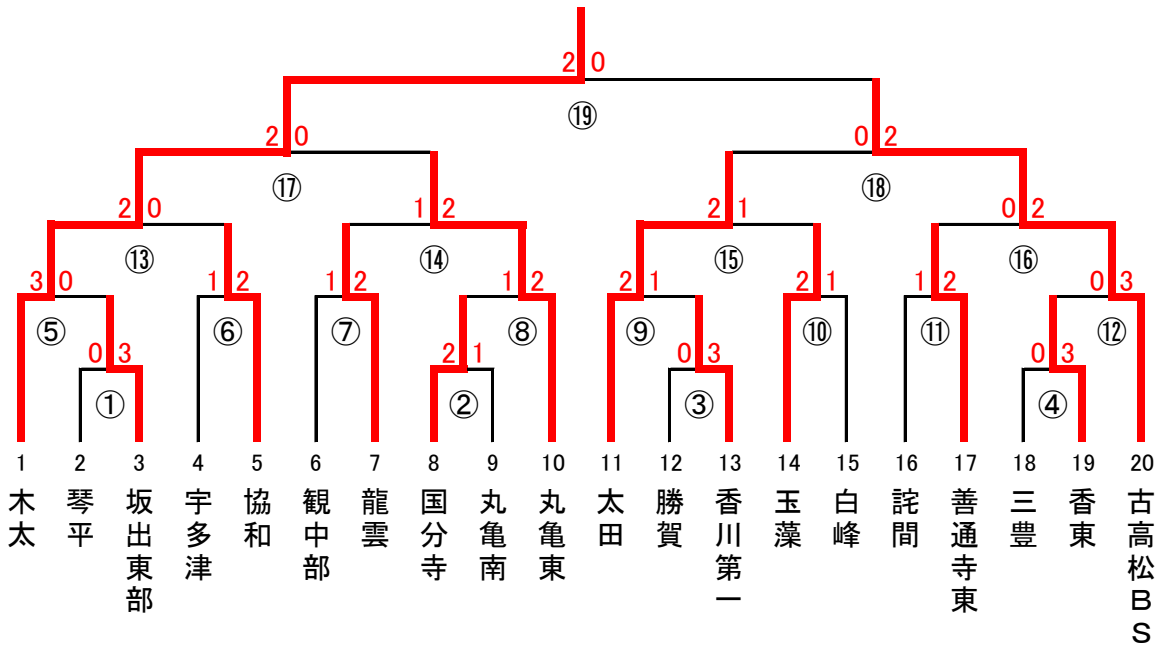 2 0
⑲
2 0
0 2
⑰
⑱
2 0
1 2
2 1
0 2
⑬
⑭
⑮
⑯
3 0
1 2
1 2
1 2
2 1
2 1
1 2
0 3
⑤
⑥
⑦
⑧
⑨
⑩
⑪
⑫
0 3
2 1
0 3
0 3
①
②
③
④
1 2 3 4 5 6 7 8 9 10 11 12 13 14 15 16 17 18 19 20
木太
琴平
坂出東部
宇多津
協和
観中部
龍雲
国分寺
丸亀南
丸亀東
太田
勝賀
香川第一
玉藻
白峰
詫間
善通寺東
三豊
香東
古高松BS